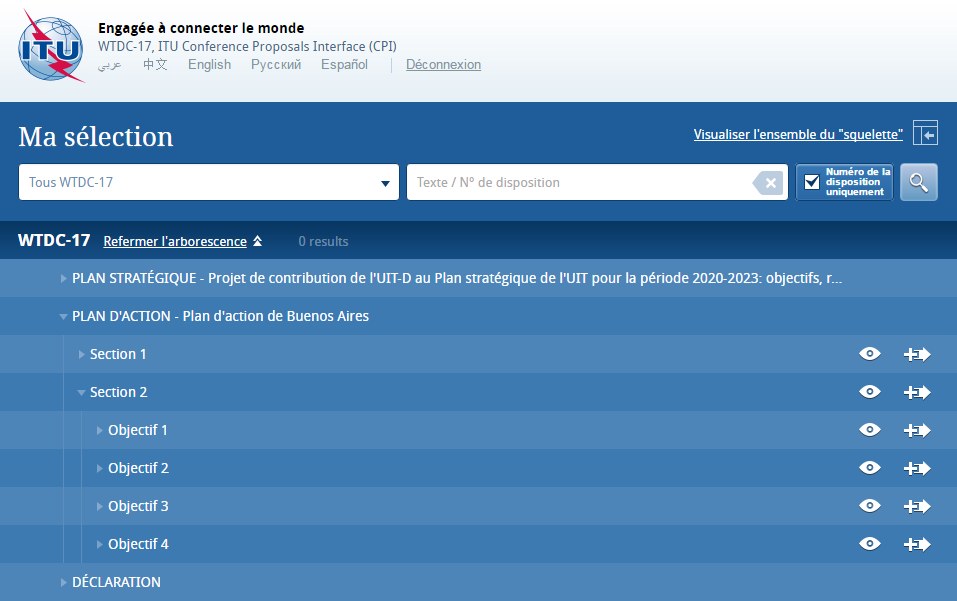 ITU
Engagée à connecter le monde
WTDC-17, ITU Conference Proposals Interface (CPI)
عربي 中文 English Русский Español Déconnexion
Ma sélection
Visualiser l'ensemble du "squelette"
Tous WTDC-17
Texte / N° de disposition
Numéro de la
disposition
uniquement
WTDC-17 Refermer l'arborescence 0 results
PLAN STRATÉGIQUE - Projet de contribution de l'UIT-D au Plan stratégique de l'UIT pour la période 2020-2023: objectifs, r...
PLAN D'ACTION - Plan d'action de Buenos Aires
Section 1
Section 2
Objectif 1
Objectif 2
Objectif 3
Objectif 4
DÉCLARATION